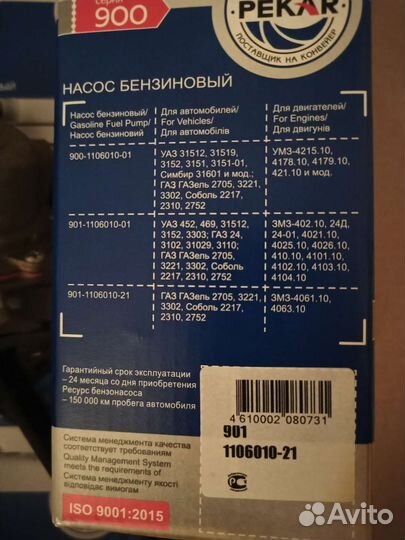 серия
900
PEKAR
ПОСТАВЩИК НА КОНВЕЙЕР
НАСОС БЕНЗИНОВЫЙ
Насос бензиновый/
Gasoline Fuel Pump/
Насос бензиновий
Для автомобилей/
For Vehicles/
Для автомобілів
Для двигателей/
For Engines/
Для двигунів
900-1106010-01
УАЗ 31512, 31519,
3152, 3151, 3151-01,
Симбир 31601 и мод.;
ГАЗ ГАЗель 2705, 3221,
3302, Соболь 2217,
2310, 2752
УМЗ-4215.10,
4178.10, 4179.10,
421.10 и мод.
901-1106010-01
УАЗ 452, 469, 31512,
3152, 3303; ГАЗ 24,
3102, 31029, 3110;
ГАЗ ГАЗель 2705,
3221, 3302, Соболь
2217, 2310, 2752
ЗМЗ-402.10, 24Д,
24-01, 4021.10,
4025.10, 4026.10,
410.10, 4101.10,
4102.10, 4103.10,
4104.10
901-1106010-21
ГАЗ ГАЗель 2705, 3221,
3302, Соболь 2217,
2310, 2752
ЗМЗ-4061.10,
4063.10
Гарантийный срок эксплуатации
– 24 месяца со дня приобретения
Ресурс бензонасоса
– 150 000 км пробега автомобиля
4 610002 080731
901
1106010-21
Система менеджмента качества
соответствует требованиям
Quality Management System
meets the requirements of
Система менеджменту якості
відповідає вимогам
ISO 9001:2015
Avito